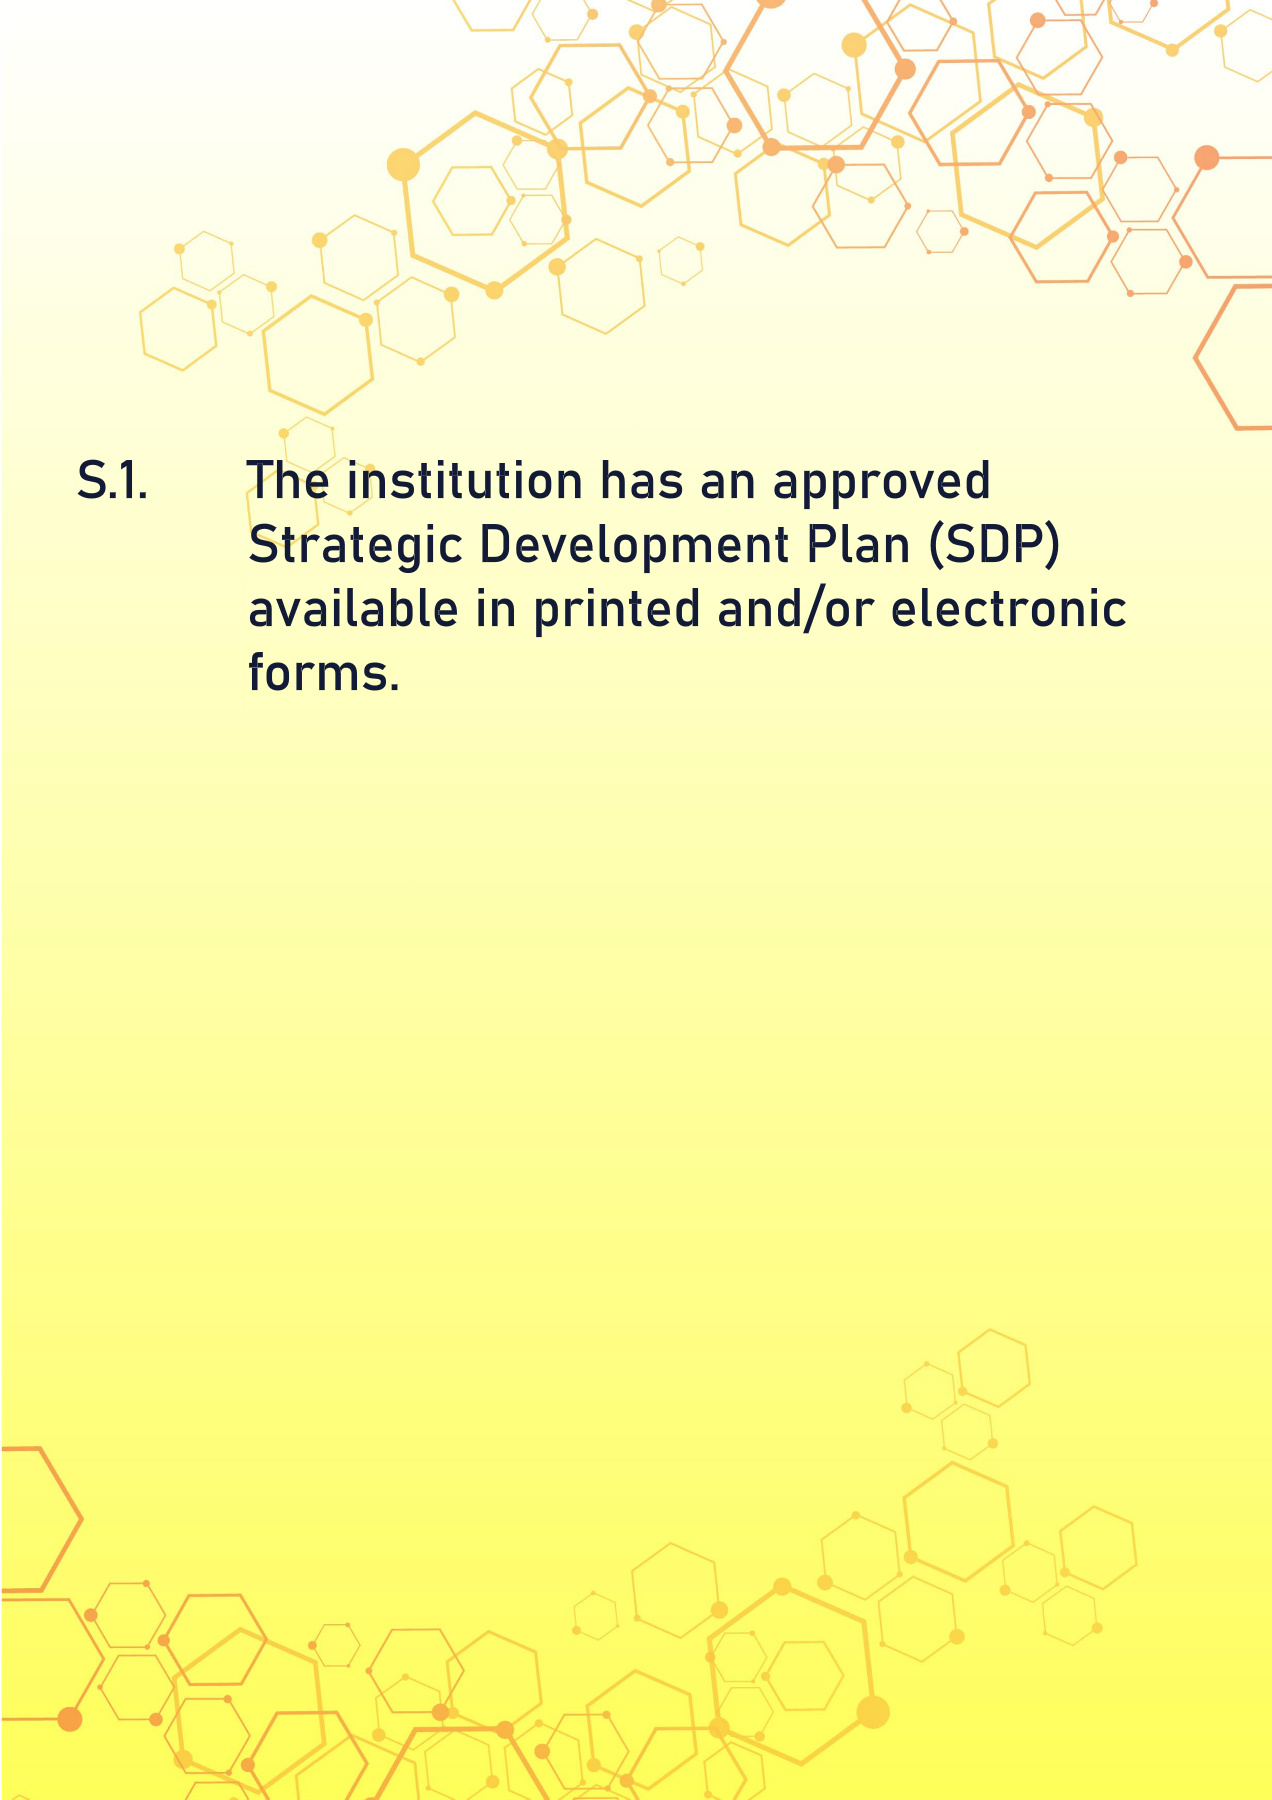 S.1. The institution has an approved
Strategic Development Plan (SDP)
available in printed and/or electronic
forms.